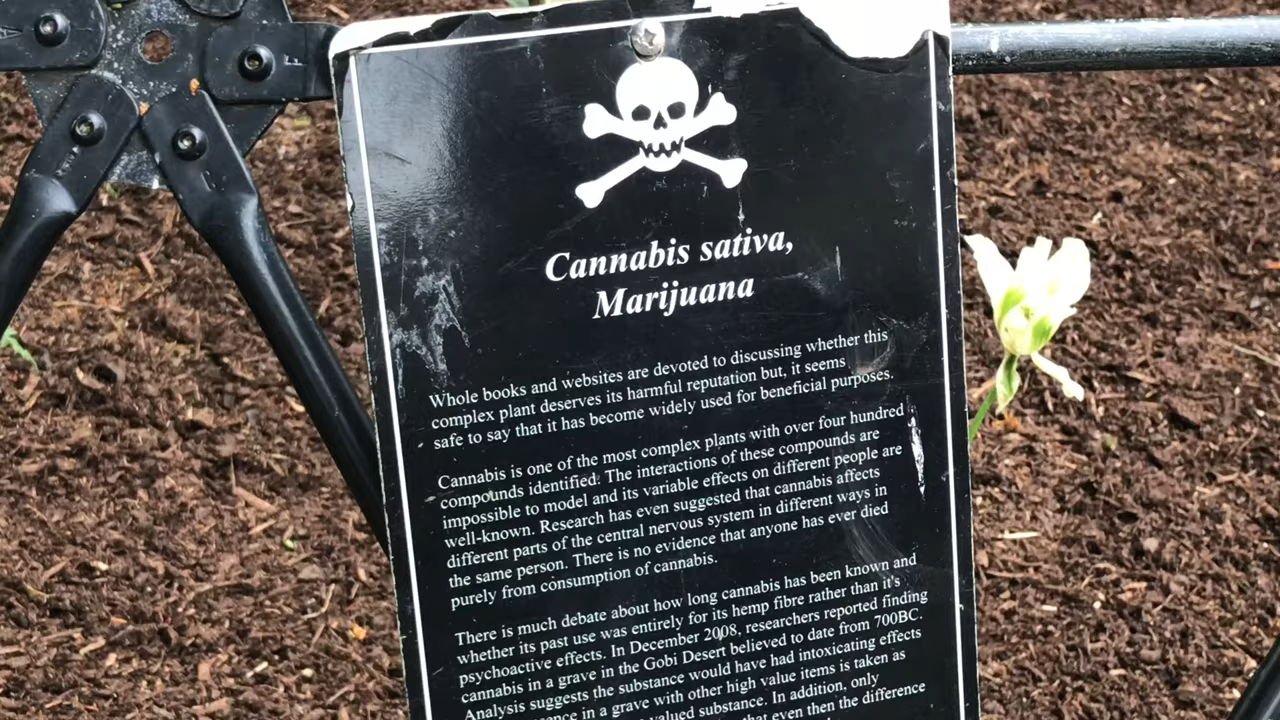 F
Cannabis sativa,
Marijuana
Whole books and websites are devoted to discussing whether this
complex plant deserves its harmful reputation but, it seems
safe to say that it has become widely used for beneficial purposes.
Cannabis is one of the most complex plants with over four hundred
compounds identified. The interactions of these compounds are
impossible to model and its variable effects on different people are
well-known. Research has even suggested that cannabis affects
different parts of the central nervous system in different ways in
the same person. There is no evidence that anyone has ever died
purely from consumption of cannabis.
There is much debate about how long cannabis has been known and
whether its past use was entirely for its hemp fibre rather than it's
psychoactive effects. In December 2008, researchers reported finding
cannabis in a grave in the Gobi Desert believed to date from 700BC.
Analysis suggests the substance would have had intoxicating effects
in a grave with other high value items is taken as
valued substance. In addition, only
that even then the difference